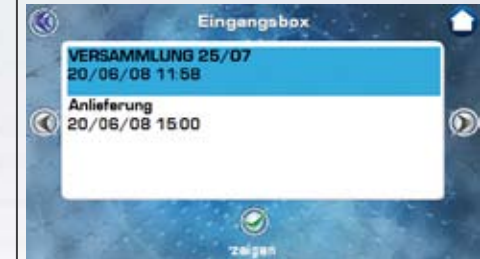 Eingangsbox
VERSAMMLUNG 25/07
20/06/08 11:58
Anlieferung
20/06/08 15:00
zeigen